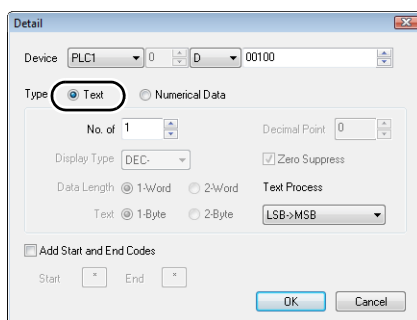 Detail
Device PLC1 0 D 00100
Type Text Numerical Data
No. of 1 Decimal Point 0
Display Type DEC- Zero Suppress
Data Length 1-Word 2-Word Text Process
Text 1-Byte 2-Byte LSB->MSB
Add Start and End Codes
Start * End *
OK Cancel